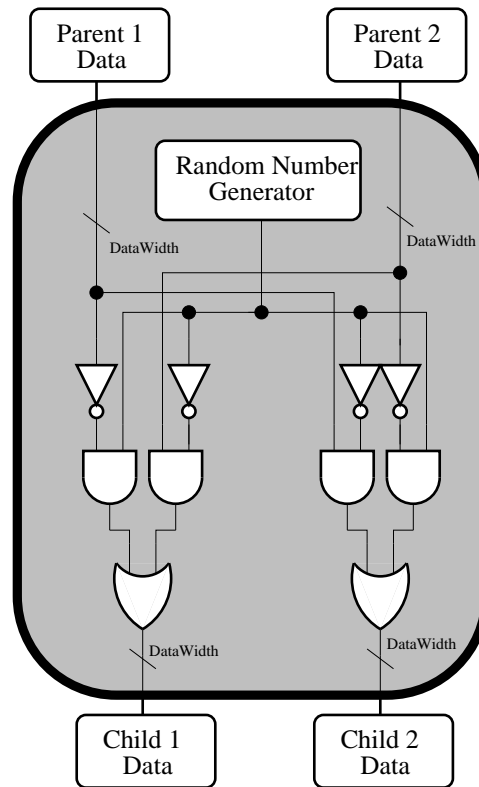 Parent 1
Data
Parent 2
Data
Random Number
Generator
DataWidth
DataWidth
DataWidth
DataWidth
Child 1
Data
Child 2
Data